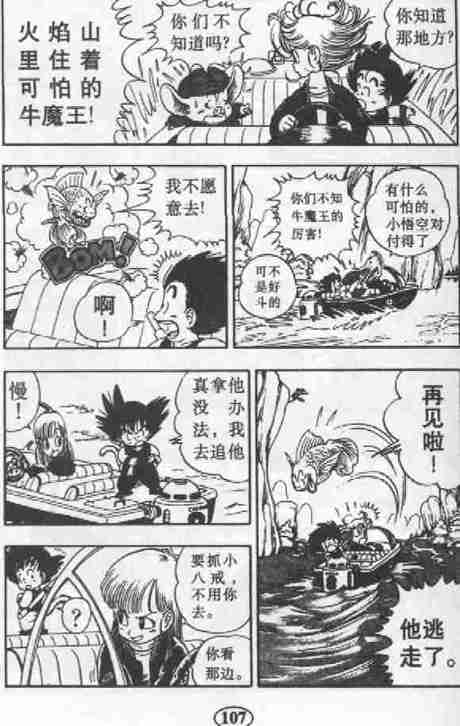 你知道
那地方?
你们不
知道吗?
火焰山
里住着
可怕的
牛魔王!
有什么
可怕的,
小悟空对
付得了
你们不知
牛魔王的
厉害!
可不
是好
斗的
我不愿
意去!
BOM!
啊
!
再
见
啦
!
他逃
走了。
真拿他
没办
法,我
去追他
慢
!
要抓小
八戒,
不用你
去。
?
你看
那边。
107